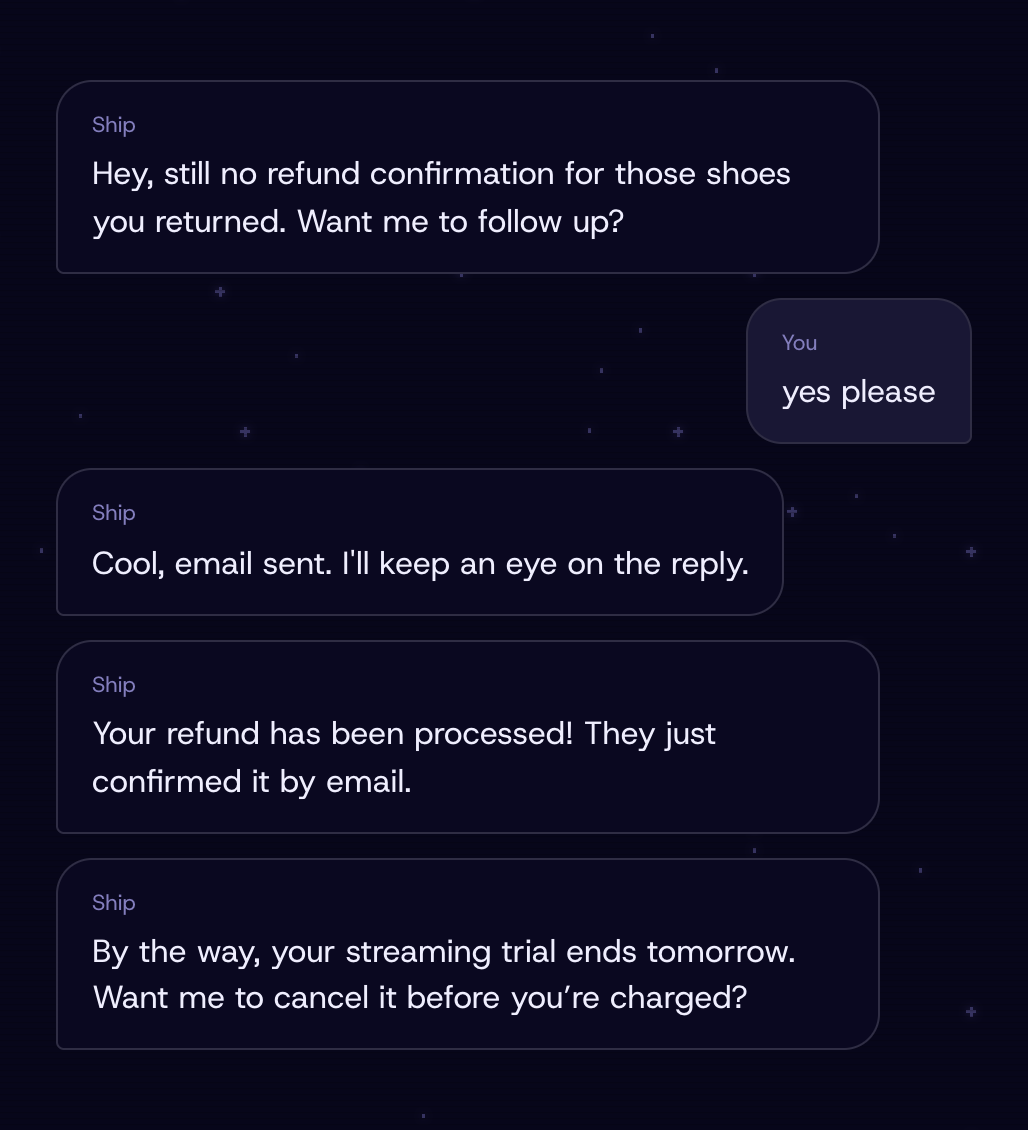 Ship
Hey, still no refund confirmation for those shoes
you returned. Want me to follow up?
You
yes please
Ship
Cool, email sent. I'll keep an eye on the reply.
Ship
Your refund has been processed! They just
confirmed it by email.
Ship
By the way, your streaming trial ends tomorrow.
Want me to cancel it before you’re charged?